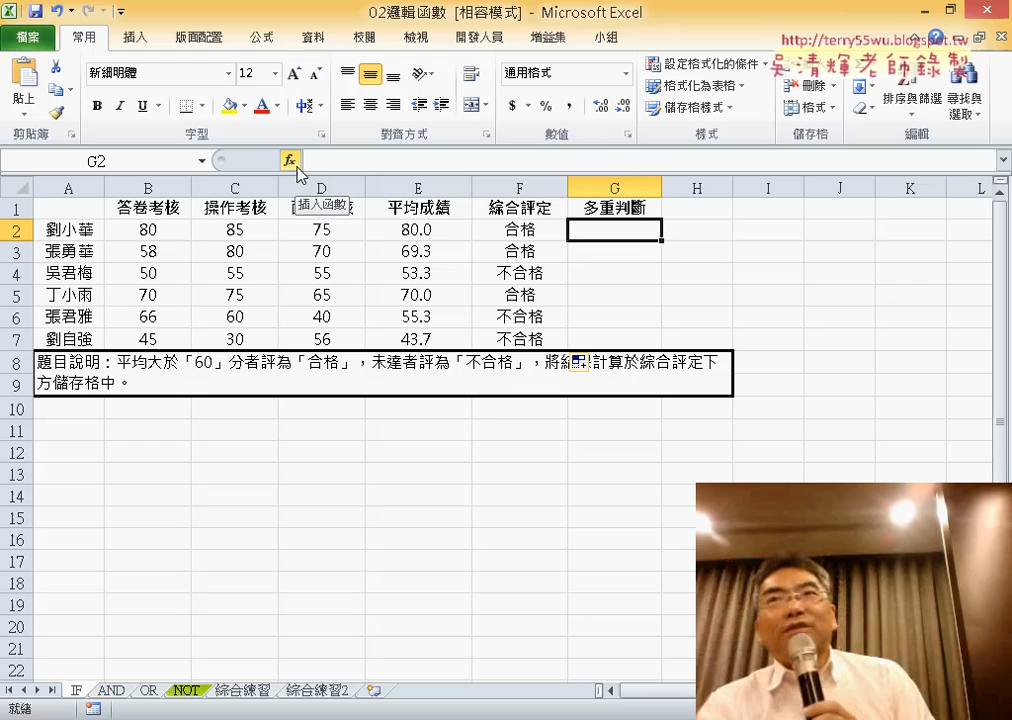 02邏輯函數 [相容模式] - Microsoft Excel
檔案 常用 插入 版面配置 公式 資料 校閱 檢視 開發人員 增益集 小組
http://terry55wu.blogspot.tw
吳清輝老師錄製
貼上 新細明體 12 通用格式 設定格式化的條件 刪除 格式化為表格 儲存格樣式 格式 排序與篩選 尋找與選取
B I U $ % ,
剪貼簿 字型 對齊方式 數值 樣式 儲存格 編輯
G2 fx
插入函數
A B C D E F G H I J K L
1 答卷考核 操作考核 平均成績 綜合評定 多重判斷
2 劉小華 80 85 75 80.0 合格
3 張勇華 58 80 70 69.3 合格
4 吳君梅 50 55 55 53.3 不合格
5 丁小雨 70 75 65 70.0 合格
6 張君雅 66 60 40 55.3 不合格
7 劉自強 45 30 56 43.7 不合格
8 題目說明：平均大於「60」分者評為「合格」，未達者評為「不合格」，將綜 計算於綜合評定下
9 方儲存格中。
10
11
12
13
14
15
16
17
18
19
20
21
22
IF AND OR NOT 綜合練習 綜合練習2
就緒